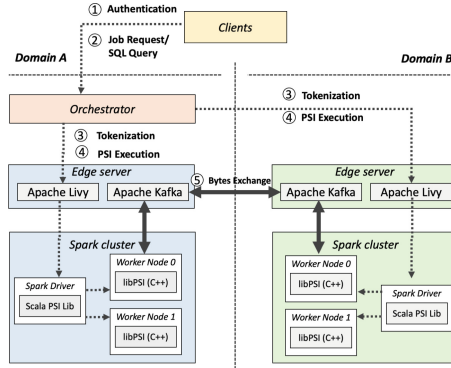 ① Authentication
Clients
② Job Request/
SQL Query
Domain A
Domain B
Orchestrator
③ Tokenization
④ PSI Execution
③ Tokenization
④ PSI Execution
Edge server
Apache Livy
Apache Kafka
⑤ Bytes Exchange
Edge server
Apache Kafka
Apache Livy
Spark cluster
Worker Node 0
libPSI (C++)
Spark Driver
Scala PSI Lib
Worker Node 1
libPSI (C++)
Spark cluster
Worker Node 0
libPSI (C++)
Spark Driver
Scala PSI Lib
Worker Node 1
libPSI (C++)